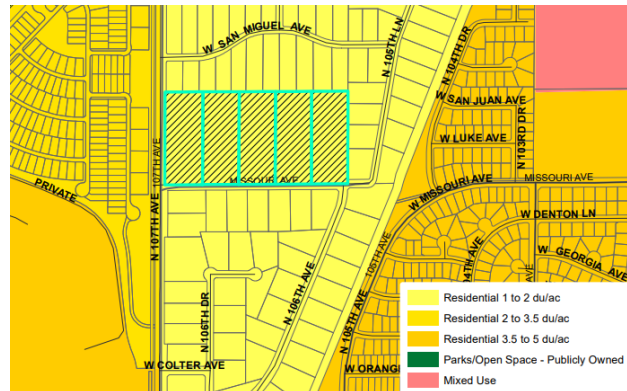 W SAN MIGUEL AVE
N 105TH LN
N 104TH DR
W SAN JUAN AVE
W LUKE AVE
N 103RD DR
107TH AVE
N 107TH AVE
MISSOURI AVE
W MISSOURI AVE
MISSOURI AVE
PRIVATE
W DENTON LN
W GEORGIA AVE
105TH AVE
N 106TH AVE
N 106TH DR
N 105TH AVE
4TH AVE
W COLTER AVE
W ORANG
Residential 1 to 2 du/ac
Residential 2 to 3.5 du/ac
Residential 3.5 to 5 du/ac
Parks/Open Space - Publicly Owned
Mixed Use